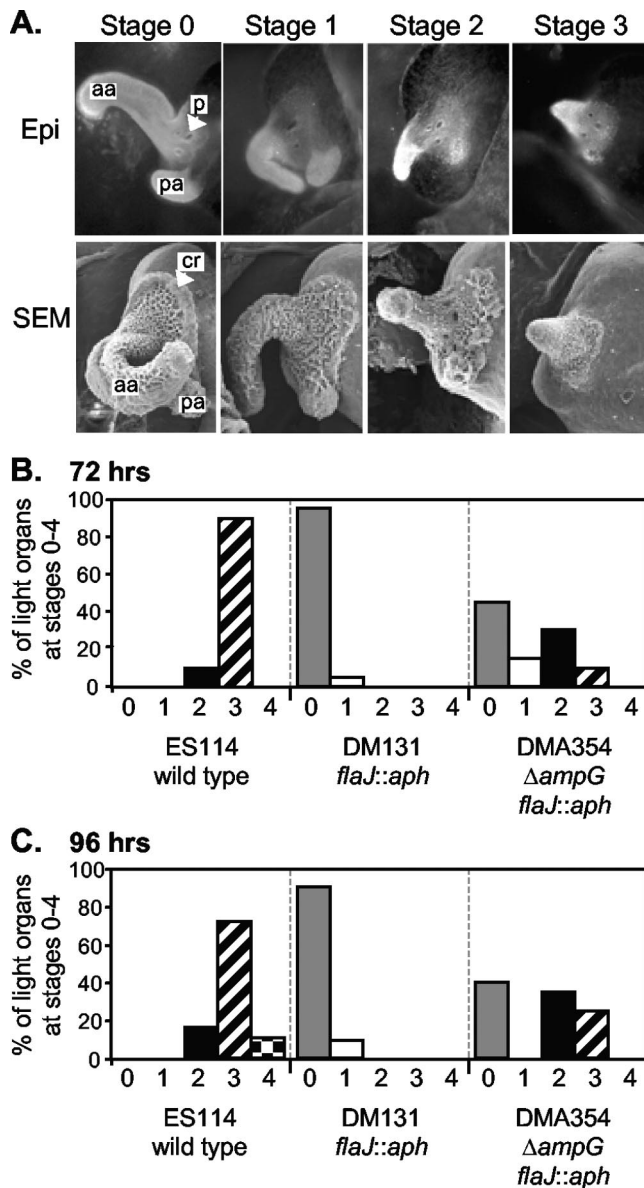 A.
Stage 0 Stage 1 Stage 2 Stage 3
Epi
aa
p
pa
SEM
cr
aa
pa
B. 72 hrs
% of light organs
at stages 0-4
100
80
60
40
20
0
0 1 2 3 4 0 1 2 3 4 0 1 2 3 4
ES114
wild type
DM131
flaJ::aph
DMA354
ΔampG
flaJ::aph
C. 96 hrs
% of light organs
at stages 0-4
100
80
60
40
20
0
0 1 2 3 4 0 1 2 3 4 0 1 2 3 4
ES114
wild type
DM131
flaJ::aph
DMA354
ΔampG
flaJ::aph